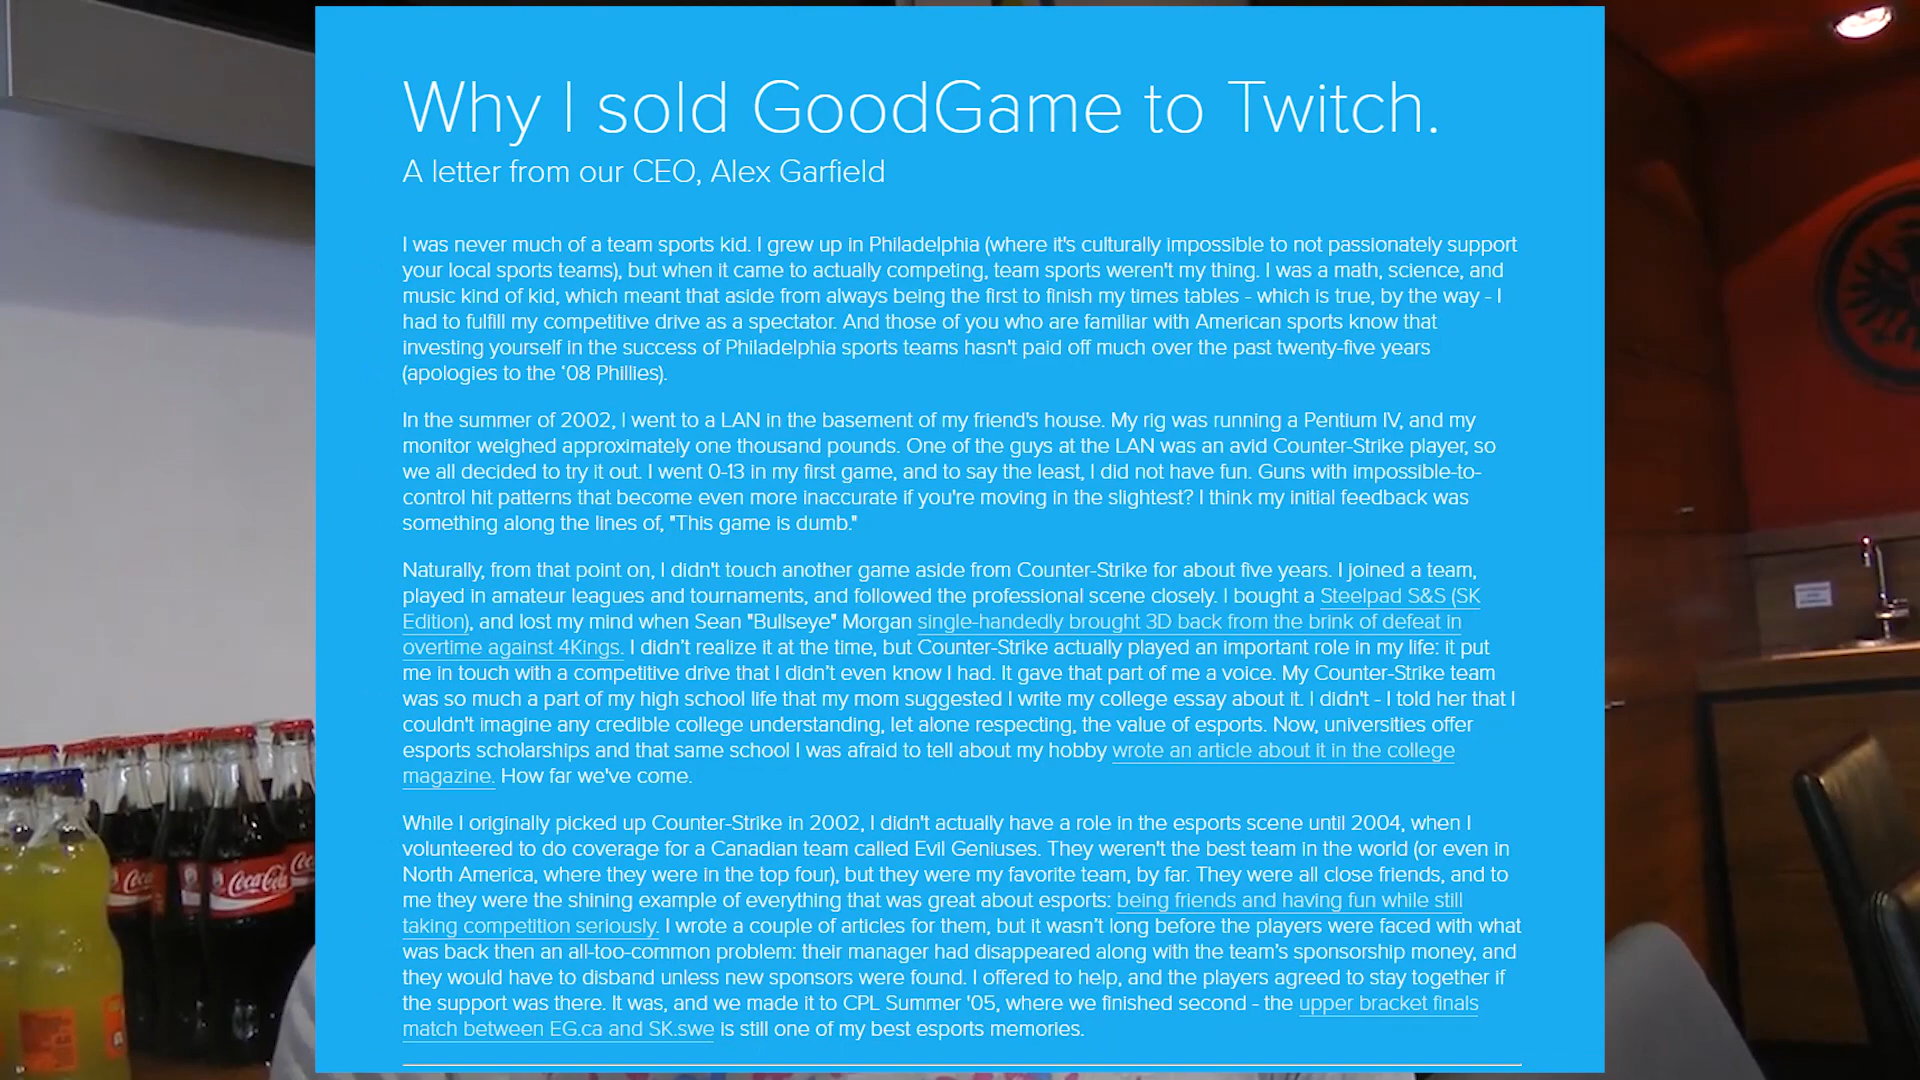 Why I sold GoodGame to Twitch.
A letter from our CEO, Alex Garfield
I was never much of a team sports kid. I grew up in Philadelphia (where it's culturally impossible to not passionately support
your local sports teams), but when it came to actually competing, team sports weren't my thing. I was a math, science, and
music kind of kid, which meant that aside from always being the first to finish my times tables - which is true, by the way - I
had to fulfill my competitive drive as a spectator. And those of you who are familiar with American sports know that
investing yourself in the success of Philadelphia sports teams hasn't paid off much over the past twenty-five years
(apologies to the ‘08 Phillies).
In the summer of 2002, I went to a LAN in the basement of my friend's house. My rig was running a Pentium IV, and my
monitor weighed approximately one thousand pounds. One of the guys at the LAN was an avid Counter-Strike player, so
we all decided to try it out. I went 0-13 in my first game, and to say the least, I did not have fun. Guns with impossible-to-
control hit patterns that become even more inaccurate if you're moving in the slightest? I think my initial feedback was
something along the lines of, "This game is dumb."
Naturally, from that point on, I didn't touch another game aside from Counter-Strike for about five years. I joined a team,
played in amateur leagues and tournaments, and followed the professional scene closely. I bought a Steelpad S&S (SK
Edition), and lost my mind when Sean "Bullseye" Morgan single-handedly brought 3D back from the brink of defeat in
overtime against 4Kings. I didn’t realize it at the time, but Counter-Strike actually played an important role in my life: it put
me in touch with a competitive drive that I didn’t even know I had. It gave that part of me a voice. My Counter-Strike team
was so much a part of my high school life that my mom suggested I write my college essay about it. I didn't - I told her that I
couldn't imagine any credible college understanding, let alone respecting, the value of esports. Now, universities offer
esports scholarships and that same school I was afraid to tell about my hobby wrote an article about it in the college
magazine. How far we've come.
While I originally picked up Counter-Strike in 2002, I didn't actually have a role in the esports scene until 2004, when I
volunteered to do coverage for a Canadian team called Evil Geniuses. They weren't the best team in the world (or even in
North America, where they were in the top four), but they were my favorite team, by far. They were all close friends, and to
me they were the shining example of everything that was great about esports: being friends and having fun while still
taking competition seriously. I wrote a couple of articles for them, but it wasn’t long before the players were faced with what
was back then an all-too-common problem: their manager had disappeared along with the team’s sponsorship money, and
they would have to disband unless new sponsors were found. I offered to help, and the players agreed to stay together if
the support was there. It was, and we made it to CPL Summer '05, where we finished second - the upper bracket finals
match between EG.ca and SK.swe is still one of my best esports memories.
Coca-Cola